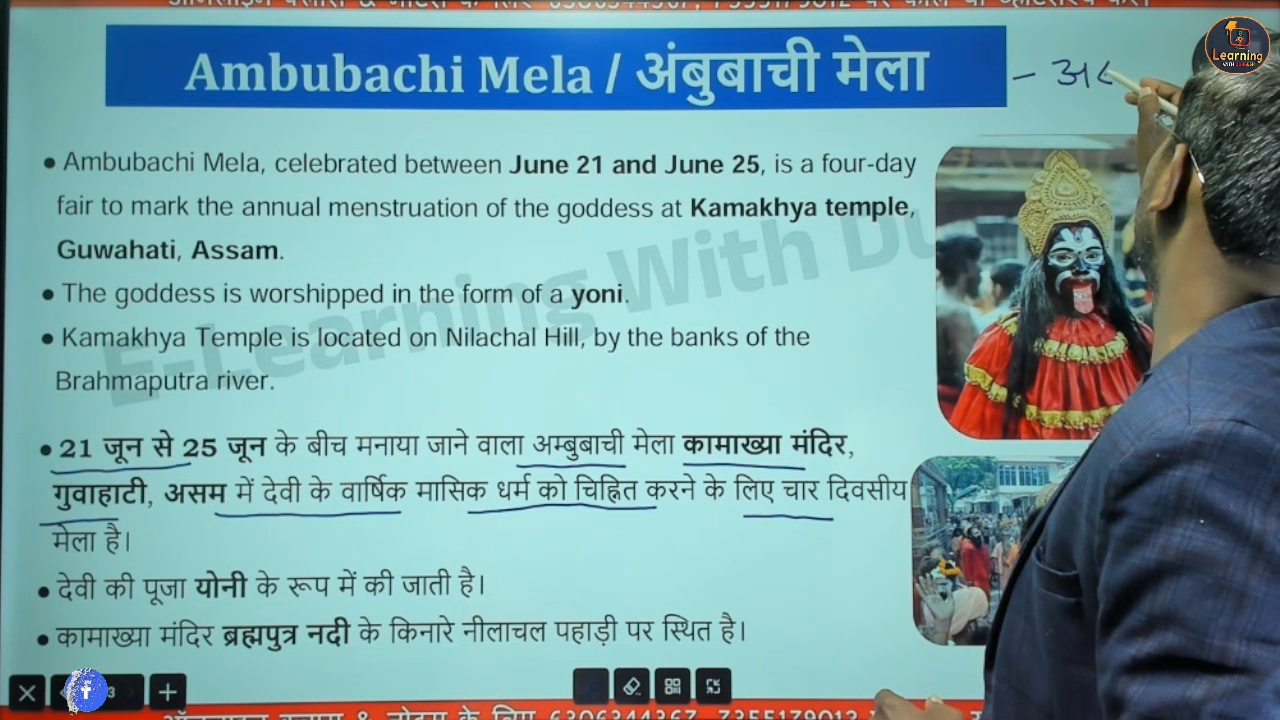 Learning
Ambubachi Mela / अंबुबाची मेला
• Ambubachi Mela, celebrated between June 21 and June 25, is a four-day
fair to mark the annual menstruation of the goddess at Kamakhya temple,
Guwahati, Assam.
• The goddess is worshipped in the form of a yoni.
• Kamakhya Temple is located on Nilachal Hill, by the banks of the
Brahmaputra river.
E-Learning With Du
• 21 जून से 25 जून के बीच मनाया जाने वाला अम्बुबाची मेला कामाख्या मंदिर,
गुवाहाटी, असम में देवी के वार्षिक मासिक धर्म को चिह्नित करने के लिए चार दिवसीय
मेला है।
• देवी की पूजा योनी के रूप में की जाती है।
• कामाख्या मंदिर ब्रह्मपुत्र नदी के किनारे नीलाचल पहाड़ी पर स्थित है।